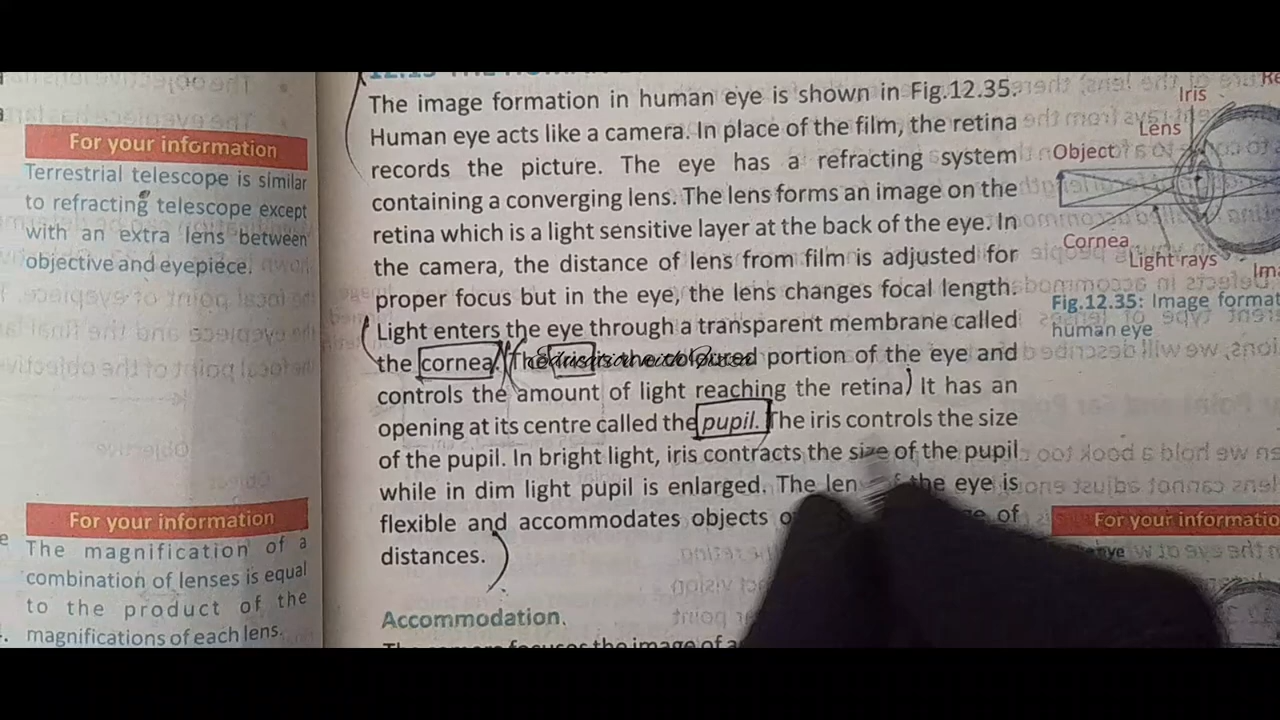 For your information
Terrestrial telescope is similar
to refracting telescope except
with an extra lens between
objective and eyepiece.
For your information
The magnification of a
combination of lenses is equal
to the product of the
magnifications of each lens.
The image formation in human eye is shown in Fig.12.35.
Human eye acts like a camera. In place of the film, the retina
records the picture. The eye has a refracting system
containing a converging lens. The lens forms an image on the
retina which is a light sensitive layer at the back of the eye. In
the camera, the distance of lens from film is adjusted for
proper focus but in the eye, the lens changes focal length.
Light enters the eye through a transparent membrane called
the cornea. The portion of the eye and
controls the amount of light reaching the retina. It has an
opening at its centre called the pupil. The iris controls the size
of the pupil. In bright light, iris contracts the size of the pupil
while in dim light pupil is enlarged. The the eye is
flexible and accommodates objects of
distances.
Accommodation.
Iris
Lens
Object
Cornea
Light rays
Fig.12.35: Image format
human eye
For your informatio